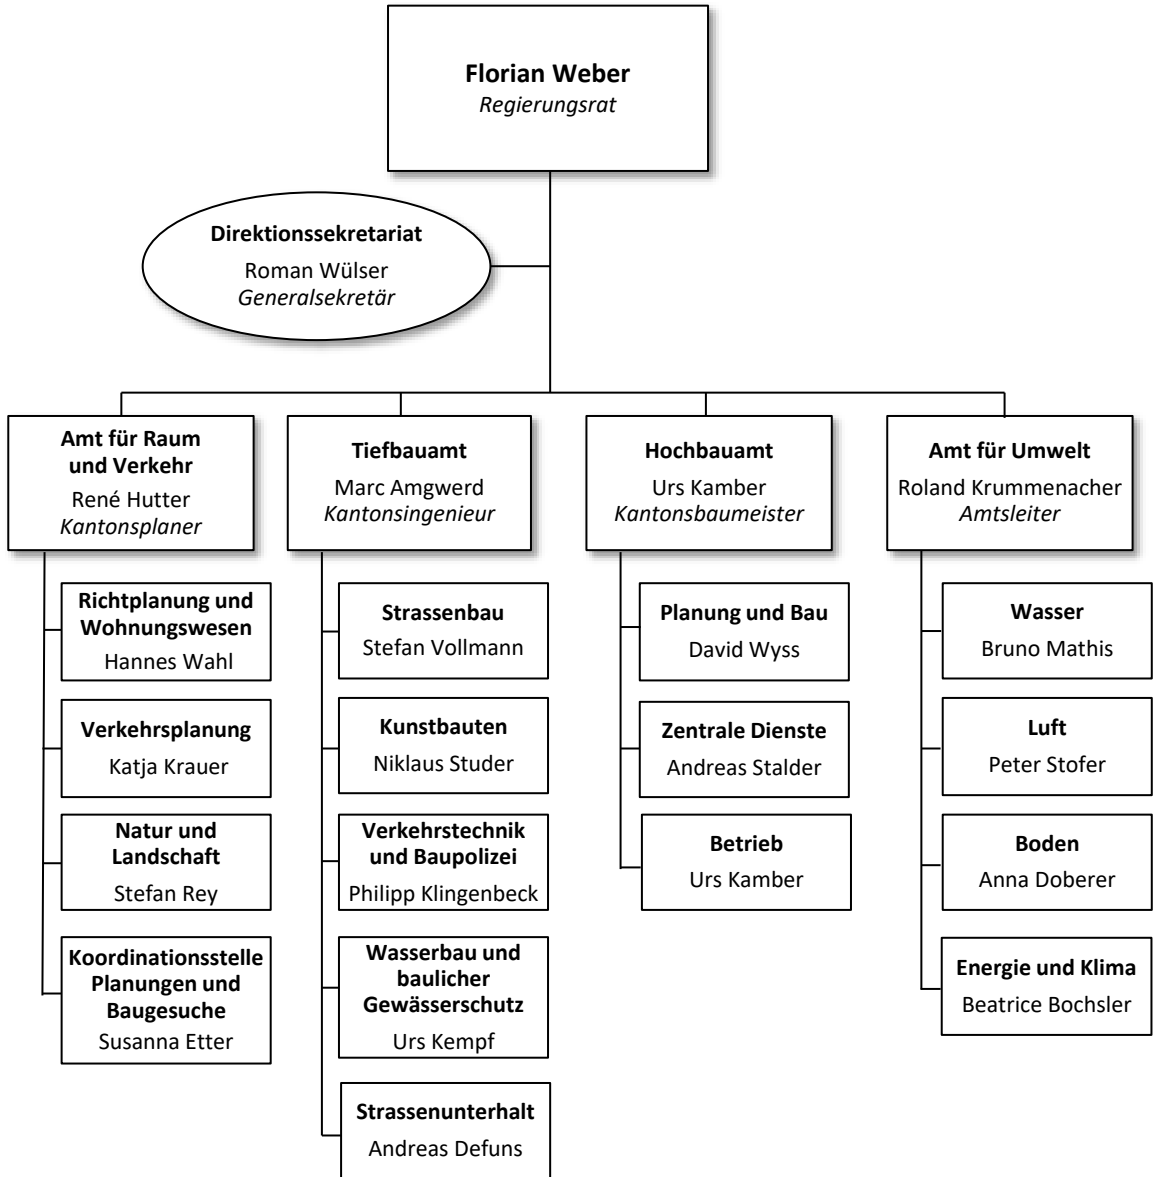 Florian Weber
Regierungsrat
Direktionssekretariat
Roman Wülser
Generalsekretär
Amt für Raum
und Verkehr
René Hutter
Kantonsplaner
Richtplanung und
Wohnungswesen
Hannes Wahl
Verkehrsplanung
Katja Krauer
Natur und
Landschaft
Stefan Rey
Koordinationsstelle
Planungen und
Baugesuche
Susanna Etter
Tiefbauamt
Marc Amgwerd
Kantonsingenieur
Strassenbau
Stefan Vollmann
Kunstbauten
Niklaus Studer
Verkehrstechnik
und Baupolizei
Philipp Klingenbeck
Wasserbau und
baulicher
Gewässerschutz
Urs Kempf
Strassenunterhalt
Andreas Defuns
Hochbauamt
Urs Kamber
Kantonsbaumeister
Planung und Bau
David Wyss
Zentrale Dienste
Andreas Stalder
Betrieb
Urs Kamber
Amt für Umwelt
Roland Krummenacher
Amtsleiter
Wasser
Bruno Mathis
Luft
Peter Stofer
Boden
Anna Doberer
Energie und Klima
Beatrice Bochsler